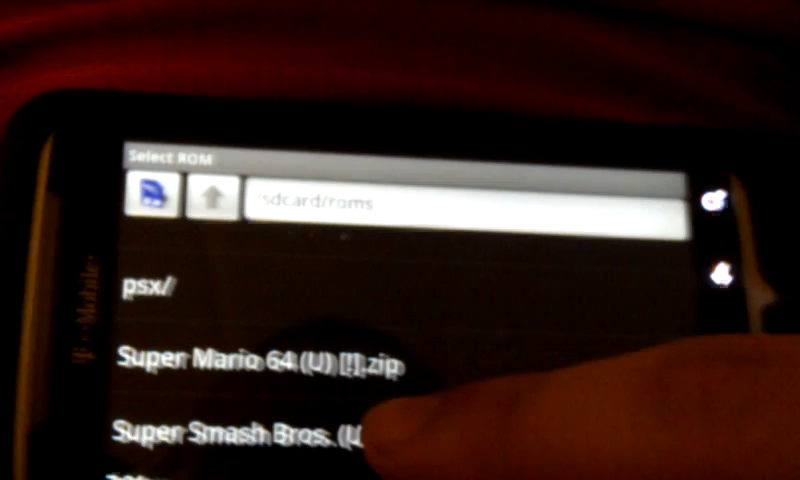 Select ROM
/sdcard/roms
psx/
Super Mario 64 (U) [!].zip
Super Smash Bros. (U
T-Mobile